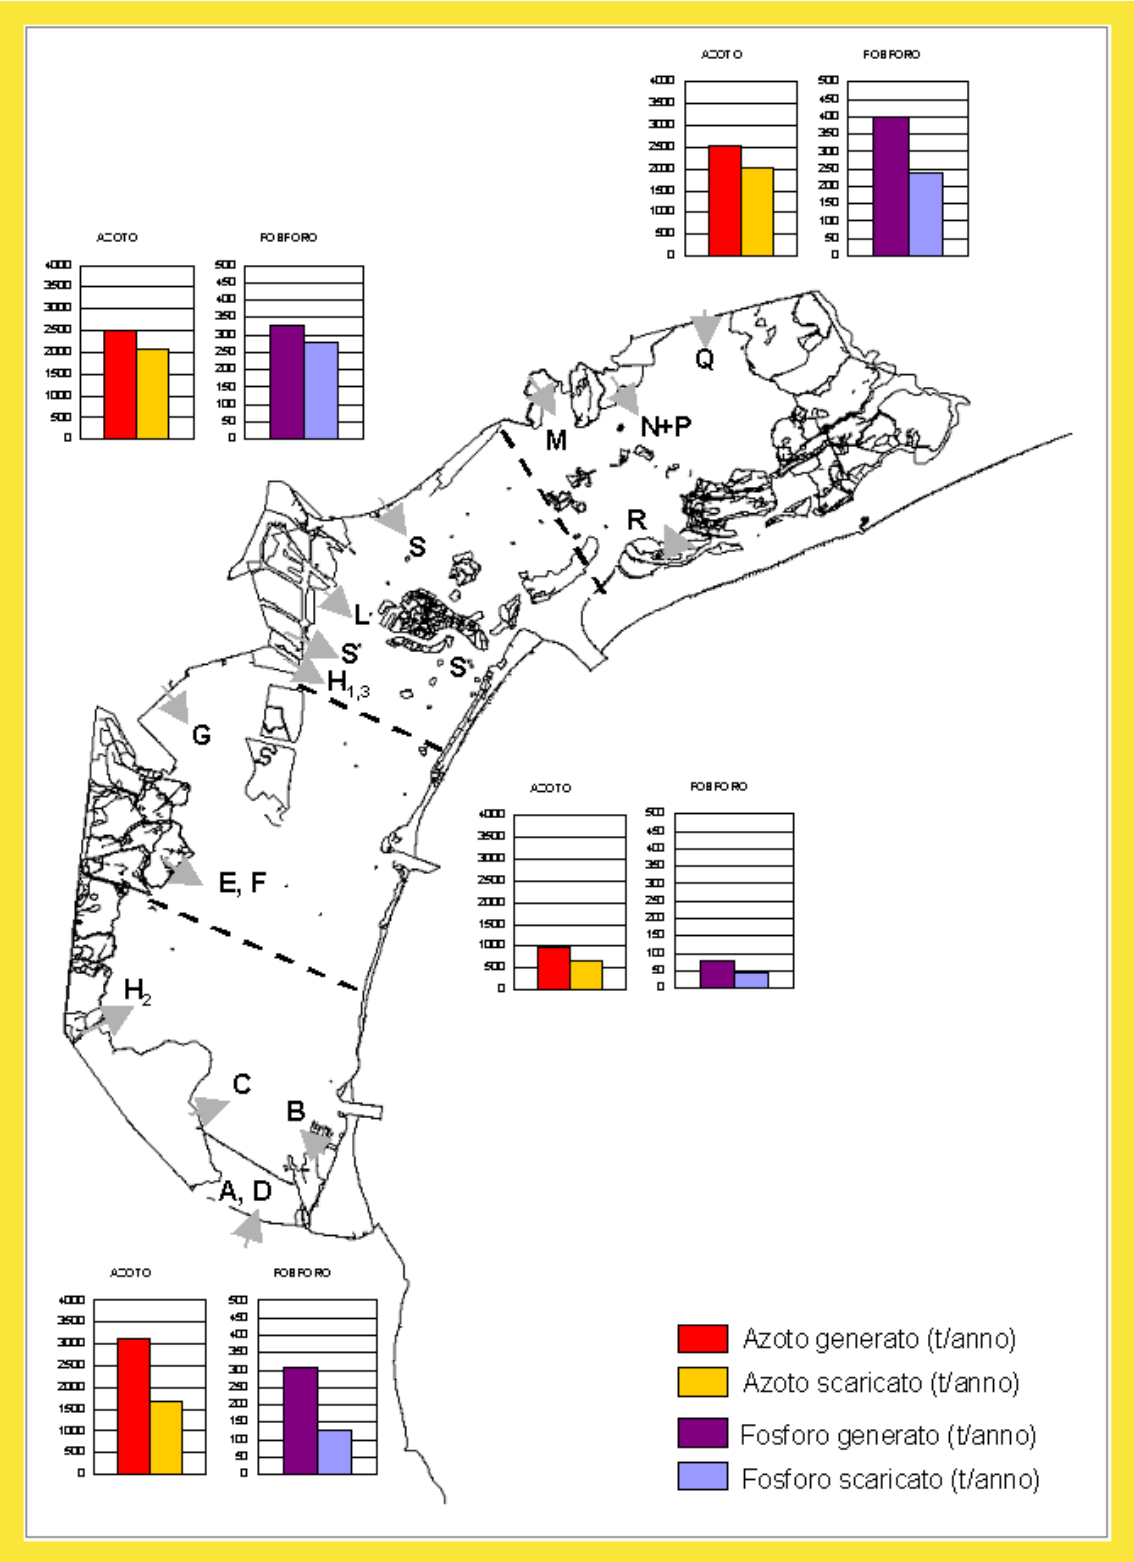 AZOTO
FOSFORO
4000
3500
3000
2500
2000
1500
1000
500
0
500
450
400
350
300
250
200
150
100
50
0
AZOTO
FOSFORO
4000
3500
3000
2500
2000
1500
1000
500
0
500
450
400
350
300
250
200
150
100
50
0
Q
M
N+P
R
S
L
S'
S
H1,3
G
S
E, F
AZOTO
FOSFORO
4000
3500
3000
2500
2000
1500
1000
500
0
500
450
400
350
300
250
200
150
100
50
0
H2
C
B
A, D
AZOTO
FOSFORO
4000
3500
3000
2500
2000
1500
1000
500
0
500
450
400
350
300
250
200
150
100
50
0
Azoto generato (t/anno)
Azoto scaricato (t/anno)
Fosforo generato (t/anno)
Fosforo scaricato (t/anno)